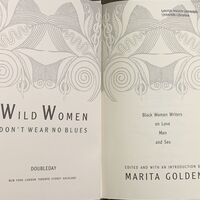 WILD WOMEN
DON'T WEAR NO BLUES
DOUBLEDAY
NEW YORK LONDON TORONTO SYDNEY AUCKLAND
Black Women Writers
on Love
Men
and Sex
EDITED AND WITH AN INTRODUCTION B
MARITA GOLDEN